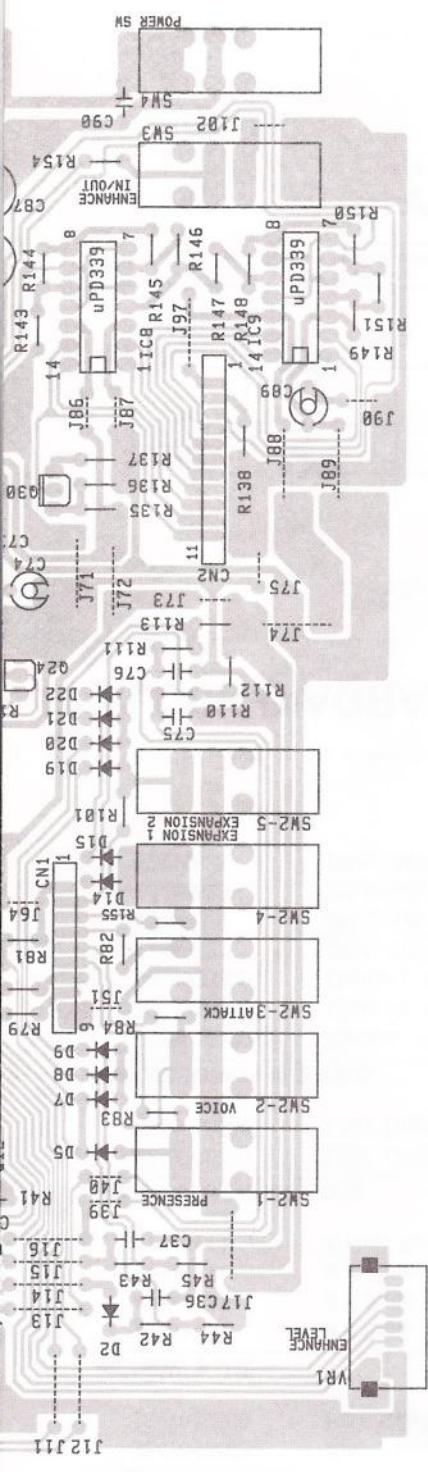 POWER SW
SW4
C90
J102
SW3
R154
ENHANCE
IN/OUT
C87
R150
8
7
R146
8
7
R144
uPD339
R145
uPD339
R143
J97
R147
R148
R151
14
1
IC8
1
14
IC9
1
R149
C89
J86
J87
J90
J88
J89
R137
R136
R135
R138
Q30
11
CN2
C74
J71
J72
J73
J75
R113
J74
R111
Q24
C76
D22
R112
D21
C75
R110
D20
D19
SW2-5
EXPANSION 2
R101
EXPANSION 1
D15
CN1
1
D14
SW2-4
J64
R155
R81
R82
J51
SW2-3
ATTACK
R79
9
R84
D9
D8
D7
SW2-2
VOICE
R83
D5
J40
PRESENCE
SW2-1
R41
J39
J16
C37
J15
R43
R45
J14
C36
J17
J13
D2
R42
R44
ENHANCE
LEVEL
VR1
J11
J12